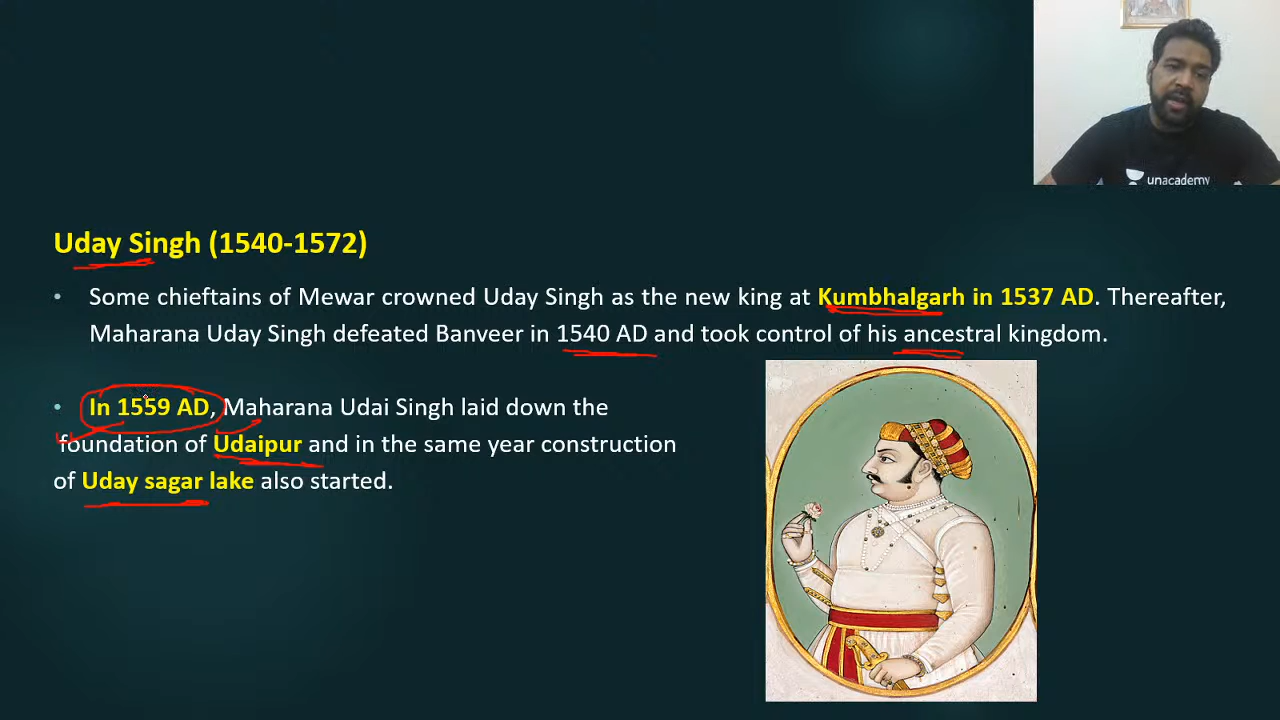 unacademy
Uday Singh (1540-1572)
• Some chieftains of Mewar crowned Uday Singh as the new king at Kumbhalgarh in 1537 AD. Thereafter,
Maharana Uday Singh defeated Banveer in 1540 AD and took control of his ancestral kingdom.
• In 1559 AD, Maharana Udai Singh laid down the
foundation of Udaipur and in the same year construction
of Uday sagar lake also started.